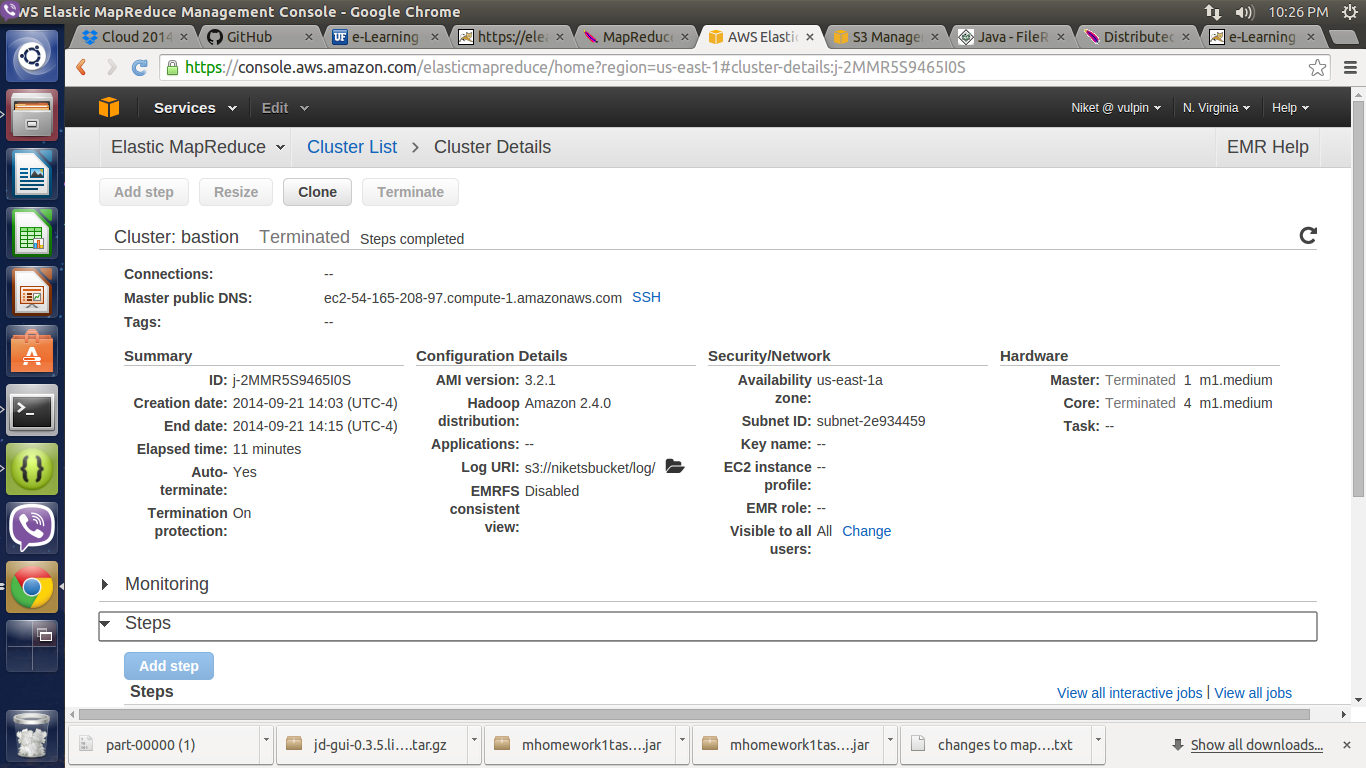 AWS Elastic MapReduce Management Console - Google Chrome
10:26 PM
Cloud 2014
GitHub
e-Learning
https://ele
MapReduc
AWS Elasti
S3 Manage
Java - FileR
Distributed
e-Learning
https://console.aws.amazon.com/elasticmapreduce/home?region=us-east-1#cluster-details:j-2MMR5S9465I0S
Services Edit Niket @ vulpin N. Virginia Help
Elastic MapReduce Cluster List > Cluster Details EMR Help
Add step Resize Clone Terminate
Cluster: bastion Terminated Steps completed
Connections: --
Master public DNS: ec2-54-165-208-97.compute-1.amazonaws.com SSH
Tags: --
Summary
ID: j-2MMR5S9465I0S
Creation date: 2014-09-21 14:03 (UTC-4)
End date: 2014-09-21 14:15 (UTC-4)
Elapsed time: 11 minutes
Auto- Yes
terminate:
Termination On
protection:
Configuration Details
AMI version: 3.2.1
Hadoop Amazon 2.4.0
distribution:
Applications: --
Log URI: s3://niketsbucket/log/
EMRFS Disabled
consistent
view:
Security/Network
Availability us-east-1a
zone:
Subnet ID: subnet-2e934459
Key name: --
EC2 instance --
profile:
EMR role: --
Visible to all All Change
users:
Hardware
Master: Terminated 1 m1.medium
Core: Terminated 4 m1.medium
Task: --
Monitoring
Steps
Add step
Steps View all interactive jobs | View all jobs
part-00000 (1)
jd-gui-0.3.5.li....tar.gz
mhomework1tas....jar
mhomework1tas....jar
changes to map....txt
Show all downloads...